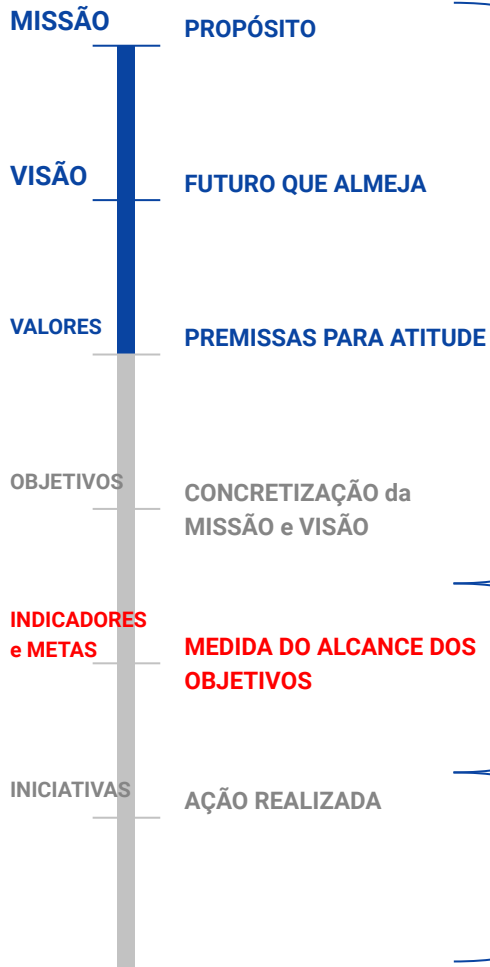 MISSÃO
PROPÓSITO
VISÃO
FUTURO QUE ALMEJA
VALORES
PREMISSAS PARA ATITUDE
OBJETIVOS
CONCRETIZAÇÃO da
MISSÃO e VISÃO
INDICADORES
e METAS
MEDIDA DO ALCANCE DOS
OBJETIVOS
INICIATIVAS
AÇÃO REALIZADA